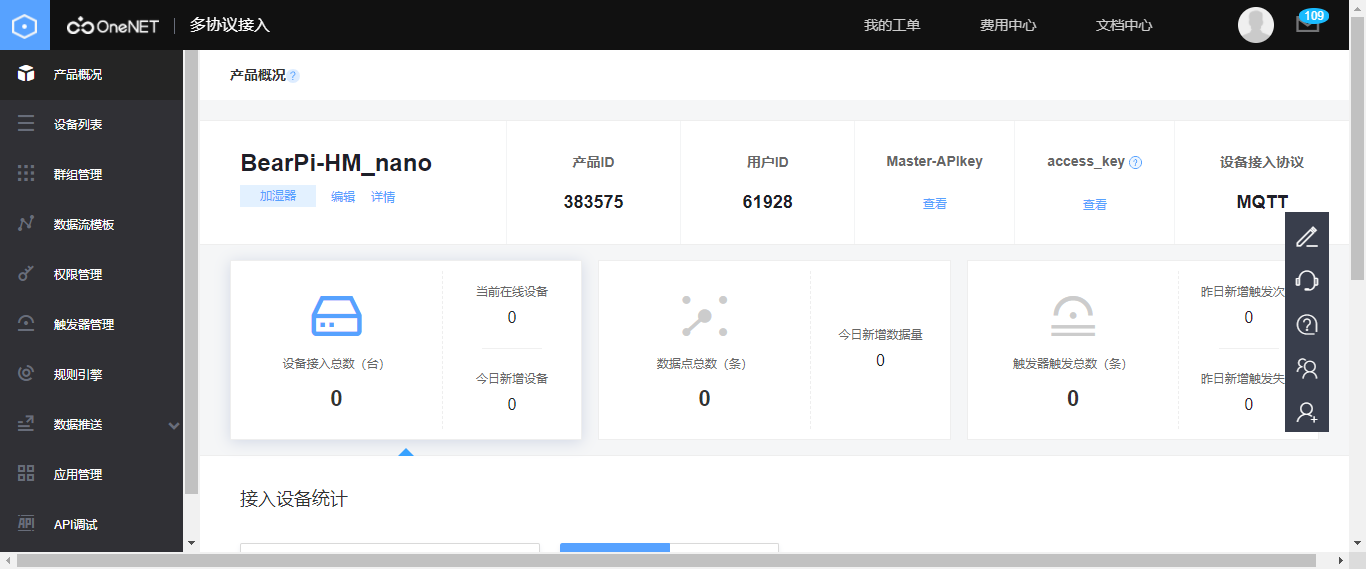 OneNET 多协议接入 我的工单 费用中心 文档中心 109
产品概况
设备列表
群组管理
数据流模板
权限管理
触发器管理
规则引擎
数据推送
应用管理
API API调试
产品概况 ?
BearPi-HM_nano
加湿器 编辑 详情
产品ID
383575
用户ID
61928
Master-APIkey
查看
access_key ?
查看
设备接入协议
MQTT
设备接入总数（台）
0
当前在线设备
0
今日新增设备
0
数据点总数（条）
0
今日新增数据量
0
触发器触发总数（条）
0
昨日新增触发次
0
昨日新增触发失
0
接入设备统计